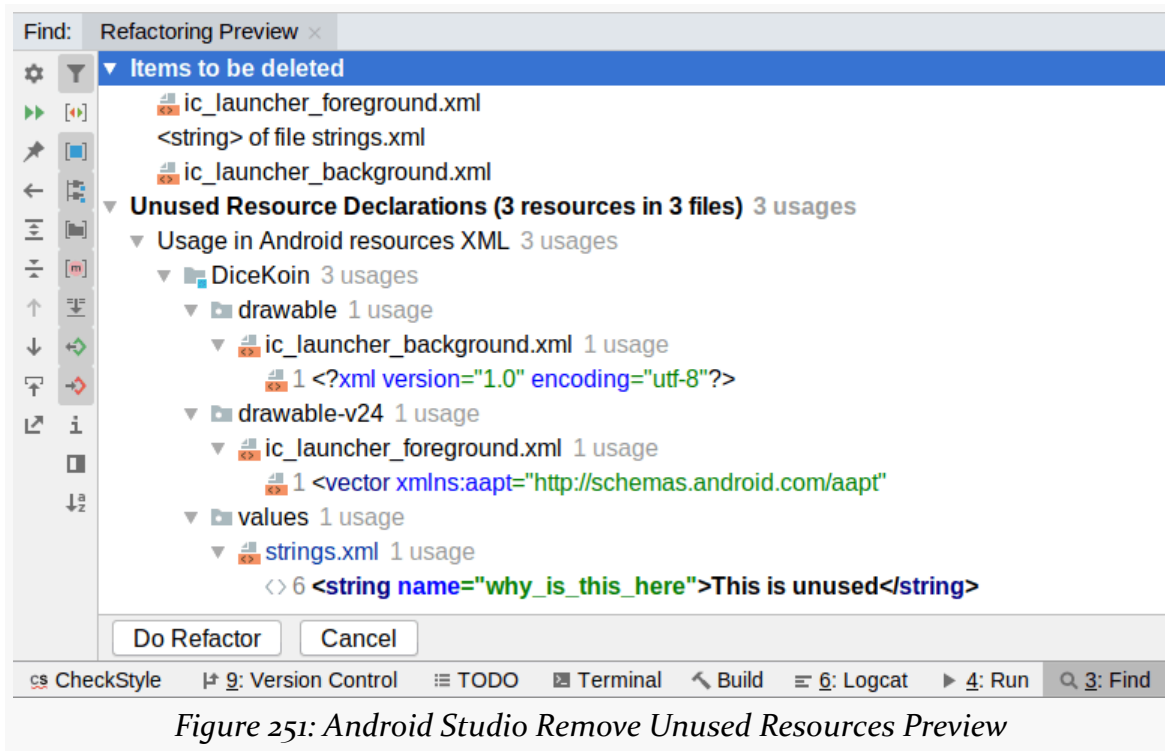 Find: Refactoring Preview
Items to be deleted
ic_launcher_foreground.xml
<string> of file strings.xml
ic_launcher_background.xml
Unused Resource Declarations (3 resources in 3 files) 3 usages
Usage in Android resources XML 3 usages
DiceKoin 3 usages
drawable 1 usage
ic_launcher_background.xml 1 usage
1 <?xml version="1.0" encoding="utf-8"?>
drawable-v24 1 usage
ic_launcher_foreground.xml 1 usage
1 <vector xmlns:aapt="http://schemas.android.com/aapt"
values 1 usage
strings.xml 1 usage
6 <string name="why_is_this_here">This is unused</string>
Do Refactor Cancel
CS CheckStyle 9: Version Control TODO Terminal Build 6: Logcat 4: Run 3: Find
Figure 251: Android Studio Remove Unused Resources Preview